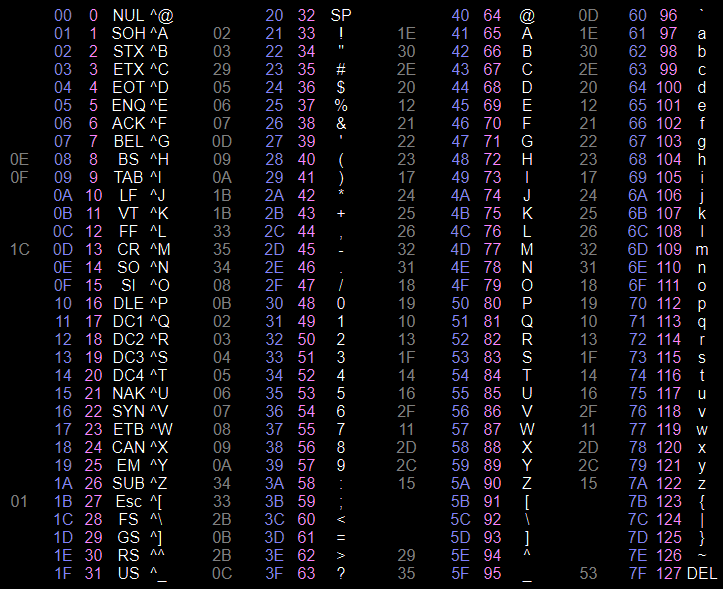 00 0 NUL ^@ 20 32 SP 40 64 @ 0D 60 96 `
01 1 SOH ^A 02 21 33 ! 1E 41 65 A 1E 61 97 a
02 2 STX ^B 03 22 34 " 30 42 66 B 30 62 98 b
03 3 ETX ^C 29 23 35 # 2E 43 67 C 2E 63 99 c
04 4 EOT ^D 05 24 36 $ 20 44 68 D 20 64 100 d
05 5 ENQ ^E 06 25 37 % 12 45 69 E 12 65 101 e
06 6 ACK ^F 07 26 38 & 21 46 70 F 21 66 102 f
07 7 BEL ^G 0D 27 39 ' 22 47 71 G 22 67 103 g
0E 08 8 BS ^H 09 28 40 ( 23 48 72 H 23 68 104 h
0F 09 9 TAB ^I 0A 29 41 ) 17 49 73 I 17 69 105 i
0A 10 LF ^J 1B 2A 42 * 24 4A 74 J 24 6A 106 j
0B 11 VT ^K 1B 2B 43 + 25 4B 75 K 25 6B 107 k
0C 12 FF ^L 33 2C 44 , 26 4C 76 L 26 6C 108 l
1C 0D 13 CR ^M 35 2D 45 - 32 4D 77 M 32 6D 109 m
0E 14 SO ^N 34 2E 46 . 31 4E 78 N 31 6E 110 n
0F 15 SI ^O 08 2F 47 / 18 4F 79 O 18 6F 111 o
10 16 DLE ^P 0B 30 48 0 19 50 80 P 19 70 112 p
11 17 DC1 ^Q 02 31 49 1 10 51 81 Q 10 71 113 q
12 18 DC2 ^R 03 32 50 2 13 52 82 R 13 72 114 r
13 19 DC3 ^S 04 33 51 3 1F 53 83 S 1F 73 115 s
14 20 DC4 ^T 05 34 52 4 14 54 84 T 14 74 116 t
15 21 NAK ^U 06 35 53 5 16 55 85 U 16 75 117 u
16 22 SYN ^V 07 36 54 6 2F 56 86 V 2F 76 118 v
17 23 ETB ^W 08 37 55 7 11 57 87 W 11 77 119 w
18 24 CAN ^X 09 38 56 8 2D 58 88 X 2D 78 120 x
19 25 EM ^Y 0A 39 57 9 2C 59 89 Y 2C 79 121 y
1A 26 SUB ^Z 34 3A 58 : 15 5A 90 Z 15 7A 122 z
01 1B 27 Esc ^[ 33 3B 59 ; 5B 91 [ 7B 123 {
1C 28 FS ^\ 2B 3C 60 < 5C 92 \ 7C 124 |
1D 29 GS ^] 0B 3D 61 = 5D 93 ] 7D 125 }
1E 30 RS ^^ 2B 3E 62 > 29 5E 94 ^ 7E 126 ~
1F 31 US ^_ 0C 3F 63 ? 35 5F 95 _ 53 7F 127 DEL